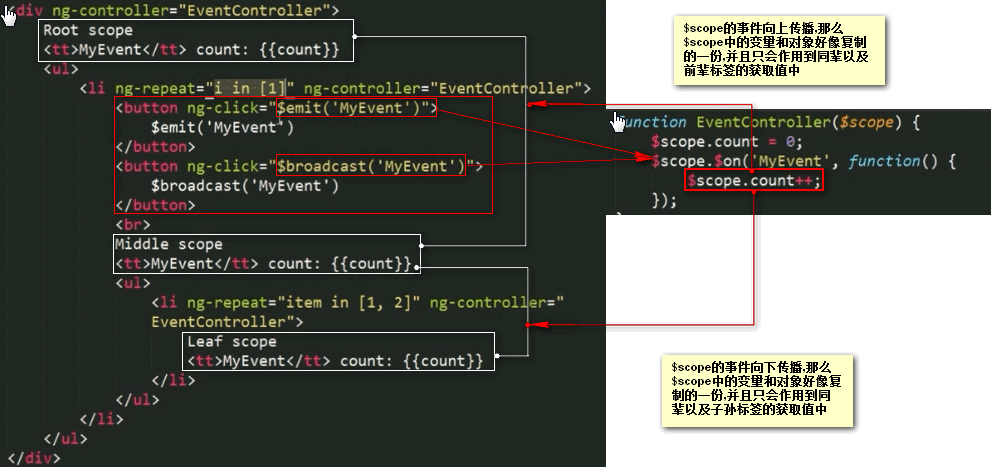 <div ng-controller="EventController">
Root scope
<tt>MyEvent</tt> count: {{count}}
<ul>
<li ng-repeat="i in [1]" ng-controller="EventController">
<button ng-click="$emit('MyEvent')">
$emit('MyEvent')
</button>
<button ng-click="$broadcast('MyEvent')">
$broadcast('MyEvent')
</button>
<br>
Middle scope
<tt>MyEvent</tt> count: {{count}}
<ul>
<li ng-repeat="item in [1, 2]" ng-controller="
EventController">
Leaf scope
<tt>MyEvent</tt> count: {{count}}
</li>
</ul>
</li>
</ul>
</div>
$scope的事件向上传播,那么
$scope中的变量和对象好像复制
的一份,并且只会作用到同辈以及
前辈标签的获取值中
function EventController($scope) {
$scope.count = 0;
$scope.$on('MyEvent', function() {
$scope.count++;
});
$scope的事件向下传播,那么
$scope中的变里和对象好像复
制的一份,并且只会作用到同
辈以及子孙标签的获取值中